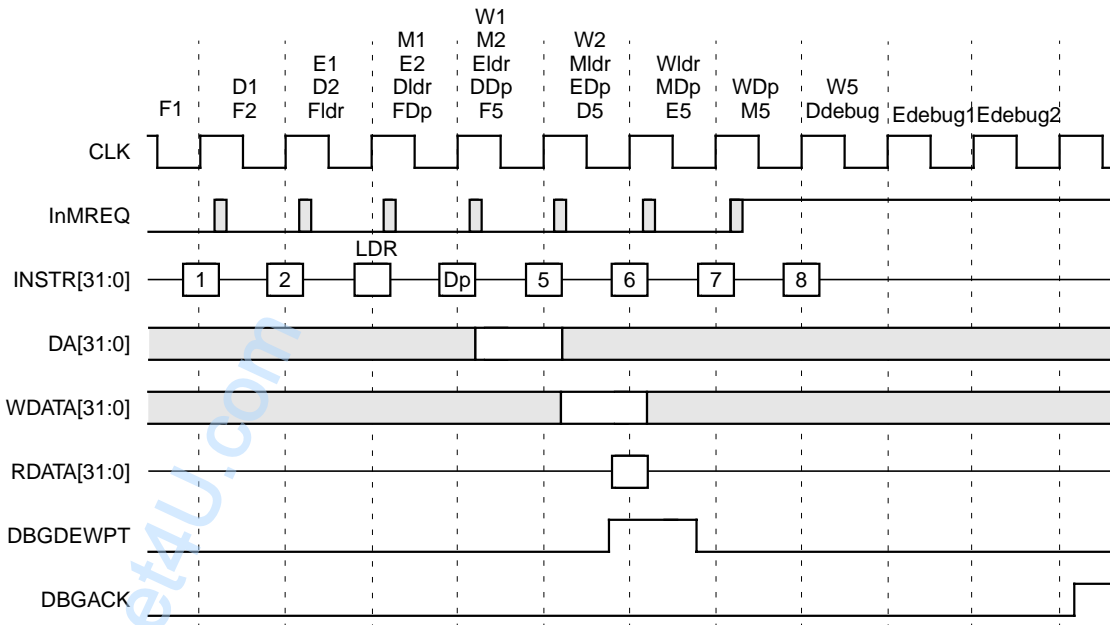 W1
M1 M2 W2
E1 E2 Eldr Mldr Wldr
D1 D2 Dldr DDp EDp MDp WDp W5
F1 F2 Fldr FDp F5 D5 E5 M5 Ddebug Edebug1 Edebug2
CLK
InMREQ
LDR
INSTR[31:0] 1 2 Dp 5 6 7 8
DA[31:0]
WDATA[31:0]
RDATA[31:0]
DBGDEWPT
DBGACK
et4U.com